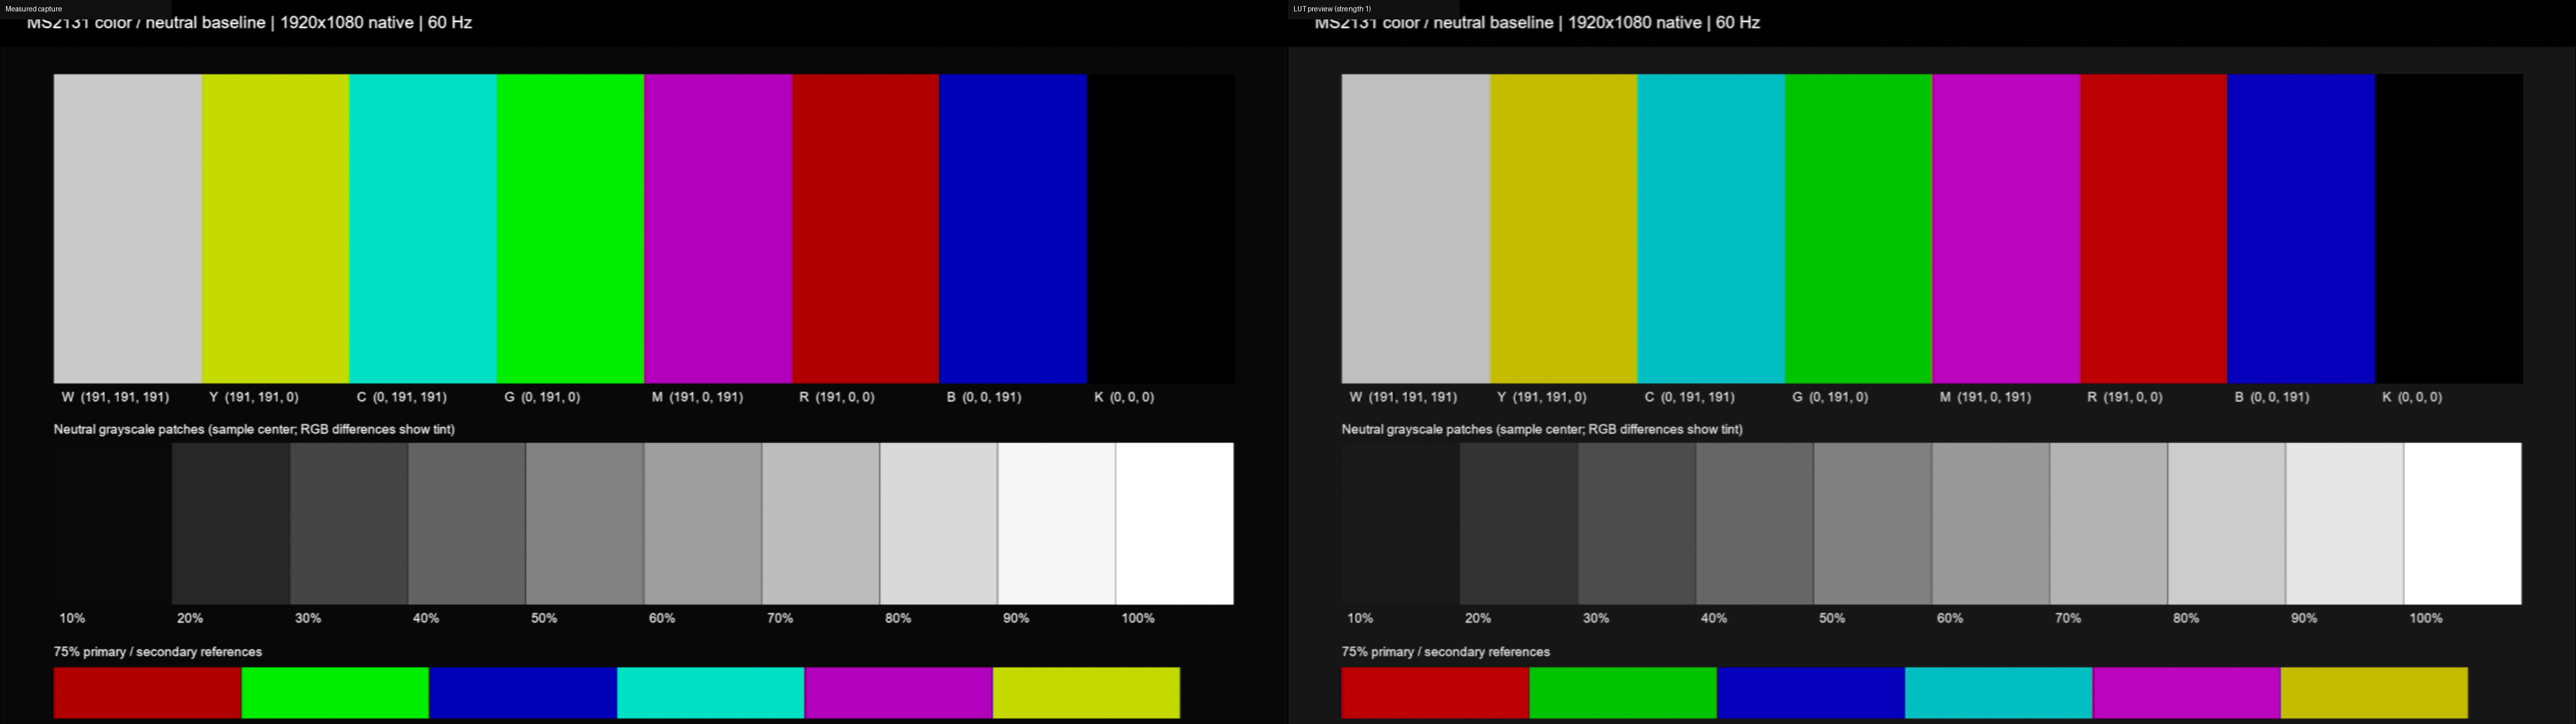 Measured capture
MS2131 color / neutral baseline | 1920x1080 native | 60 Hz
W (191, 191, 191) Y (191, 191, 0) C (0, 191, 191) G (0, 191, 0) M (191, 0, 191) R (191, 0, 0) B (0, 0, 191) K (0, 0, 0)
Neutral grayscale patches (sample center; RGB differences show tint)
10% 20% 30% 40% 50% 60% 70% 80% 90% 100%
75% primary / secondary references
LUT preview (strength 1)
MS2131 color / neutral baseline | 1920x1080 native | 60 Hz
W (191, 191, 191) Y (191, 191, 0) C (0, 191, 191) G (0, 191, 0) M (191, 0, 191) R (191, 0, 0) B (0, 0, 191) K (0, 0, 0)
Neutral grayscale patches (sample center; RGB differences show tint)
10% 20% 30% 40% 50% 60% 70% 80% 90% 100%
75% primary / secondary references